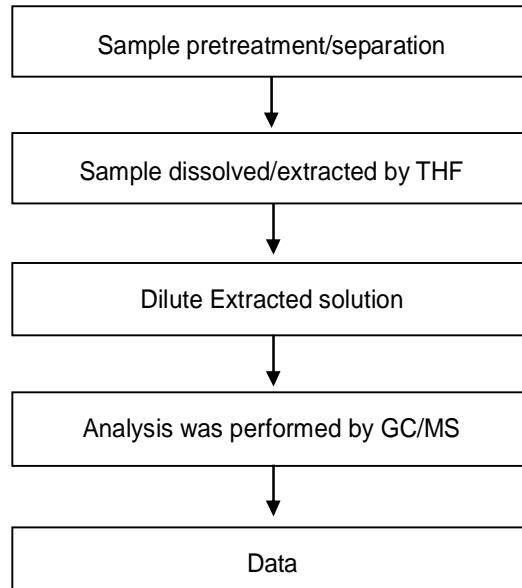 Sample pretreatment/separation
Sample dissolved/extracted by THF
Dilute Extracted solution
Analysis was performed by GC/MS
Data